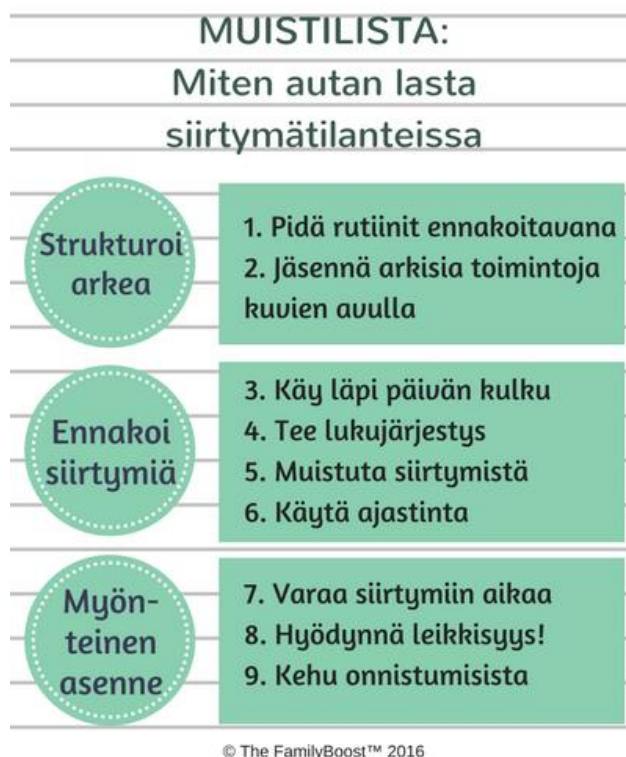 MUISTILISTA:
Miten autan lasta
siirtymätilanteissa
Strukturoi
arkea
1. Pidä rutiinit ennakoitavana
2. Jäsennä arkisia toimintoja
kuvien avulla
Ennakoi
siirtymiä
3. Käy läpi päivän kulku
4. Tee lukujärjestys
5. Muistuta siirtymistä
6. Käytä ajastinta
Myön-
teinen
asenne
7. Varaa siirtymiin aikaa
8. Hyödynnä leikkisyys!
9. Kehu onnistumisista
© The FamilyBoost™ 2016